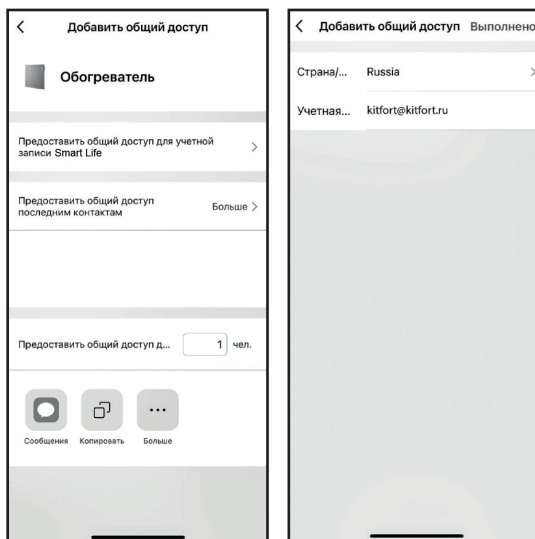 Добавить общий доступ
Обогреватель
Предоставить общий доступ для учетной
записи Smart Life
Предоставить общий доступ
последним контактам
Больше
Предоставить общий доступ д...
1 чел.
Сообщения Копировать Больше
Добавить общий доступ Выполнено
Страна/... Russia
Учетная... kitfort@kitfort.ru